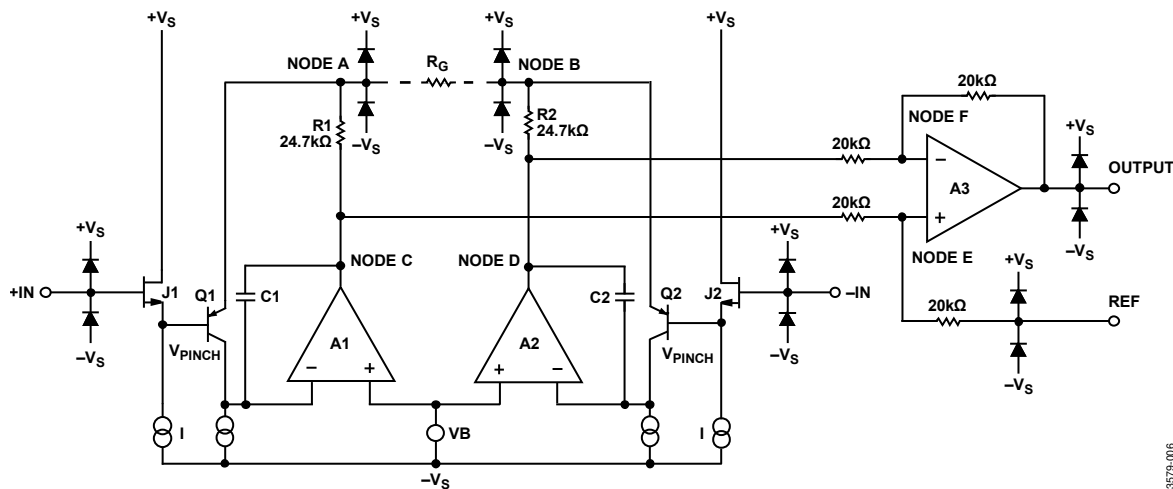 +VS
+VS
+VS
+VS
NODE A
RG
NODE B
20kΩ
R1
24.7kΩ
R2
24.7kΩ
–VS
–VS
NODE F
20kΩ
+VS
–
A3
OUTPUT
20kΩ
+
+VS
NODE C
NODE D
NODE E
–VS
+VS
+VS
+IN
J1
Q1
C1
C2
Q2
J2
–IN
20kΩ
REF
–VS
VPINCH
A1
A2
VPINCH
–VS
–VS
–
+
+
–
I
VB
I
–VS
03579-006